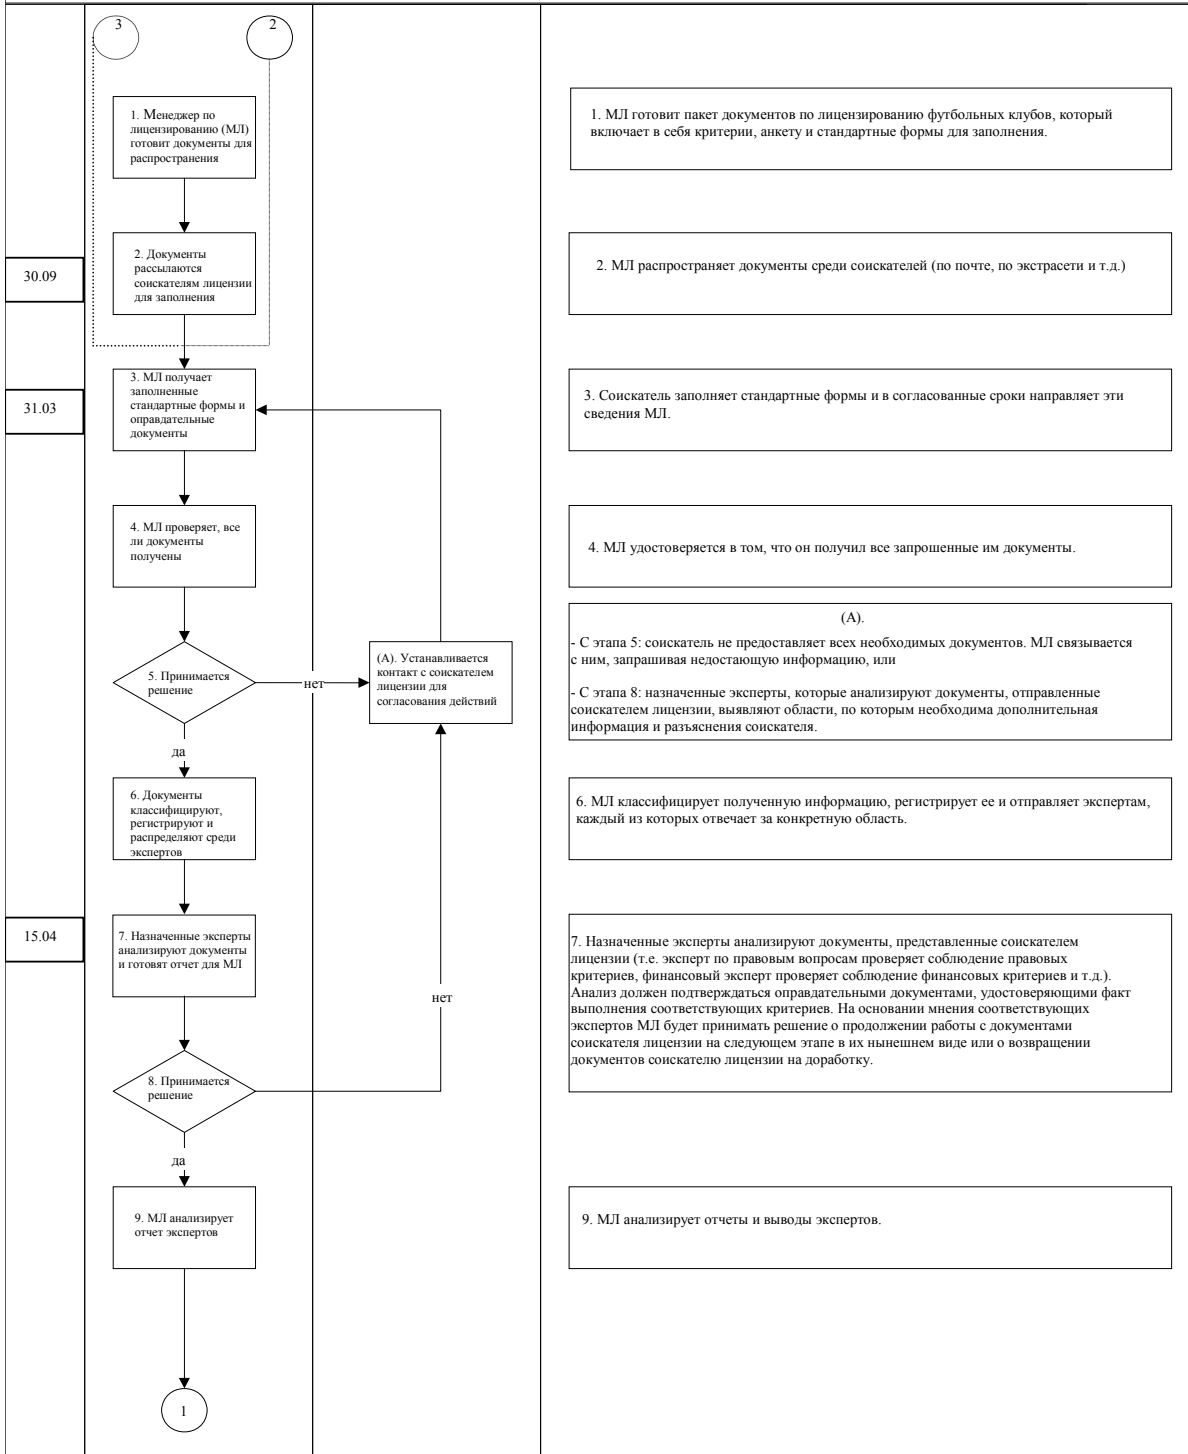 3
2
1. Менеджер по
лицензированию (МЛ)
готовит документы для
распространения
1. МЛ готовит пакет документов по лицензированию футбольных клубов, который
включает в себя критерии, анкету и стандартные формы для заполнения.
30.09
2. Документы
рассылаются
соискателям лицензии
для заполнения
2. МЛ распространяет документы среди соискателей (по почте, по экстрасети и т.д.)
31.03
3. МЛ получает
заполненные
стандартные формы и
оправдательные
документы
3. Соискатель заполняет стандартные формы и в согласованные сроки направляет эти
сведения МЛ.
4. МЛ проверяет, все
ли документы
получены
4. МЛ удостоверяется в том, что он получил все запрошенные им документы.
5. Принимается
решение
нет
(А). Устанавливается
контакт с соискателем
лицензии для
согласования действий
(А).
- С этапа 5: соискатель не предоставляет всех необходимых документов. МЛ связывается
с ним, запрашивая недостающую информацию, или
- С этапа 8: назначенные эксперты, которые анализируют документы, отправленные
соискателем лицензии, выявляют области, по которым необходима дополнительная
информация и разъяснения соискателя.
да
6. Документы
классифицируют,
регистрируют и
распределяют среди
экспертов
6. МЛ классифицирует полученную информацию, регистрирует ее и отправляет экспертам,
каждый из которых отвечает за конкретную область.
15.04
7. Назначенные эксперты
анализируют документы
и готовят отчет для МЛ
нет
7. Назначенные эксперты анализируют документы, представленные соискателем
лицензии (т.е. эксперт по правовым вопросам проверяет соблюдение правовых
критериев, финансовый эксперт проверяет соблюдение финансовых критериев и т.д.).
Анализ должен подтверждаться оправдательными документами, удостоверяющими факт
выполнения соответствующих критериев. На основании мнения соответствующих
экспертов МЛ будет принимать решение о продолжении работы с документами
соискателя лицензии на следующем этапе в их нынешнем виде или о возвращении
документов соискателю лицензии на доработку.
8. Принимается
решение
да
9. МЛ анализирует
отчет экспертов
9. МЛ анализирует отчеты и выводы экспертов.
1